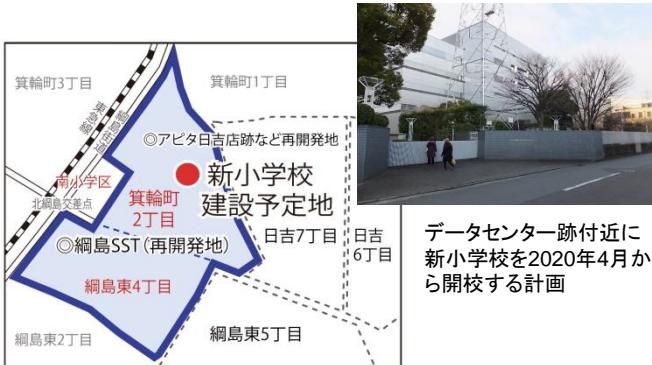 箕輪町3丁目
箕輪町1丁目
東急線
綱島街道
◎アピタ日吉店跡など再開発地
南小学区
北綱島交差点
新小学校
建設予定地
箕輪町
2丁目
日吉7丁目
日吉
6丁目
◎綱島SST(再開発地)
綱島東4丁目
綱島東2丁目
綱島東5丁目
データセンター跡付近に
新小学校を2020年4月か
ら開校する計画